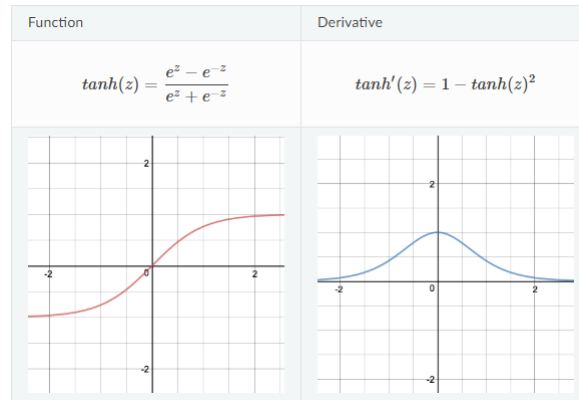 Function
Derivative
tanh(z) = (e^z − e^−z) / (e^z + e^−z)
tanh′(z) = 1 − tanh(z)²
2
-2
0
2
-2
2
-2
0
2
-2